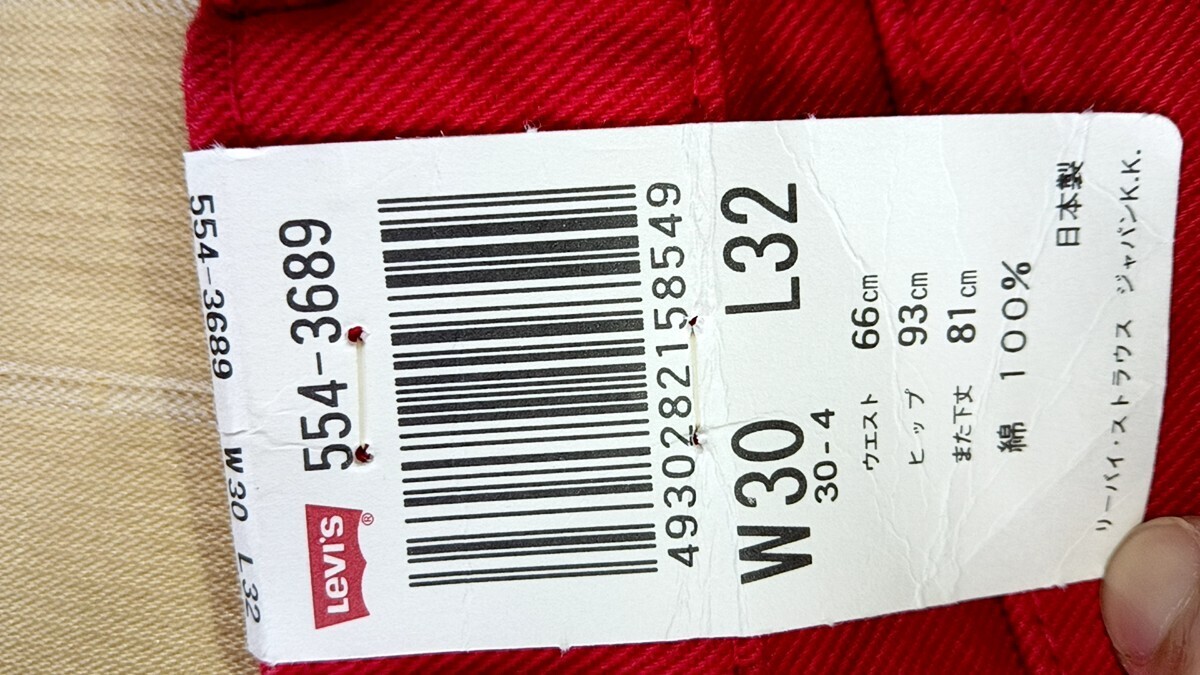 554-3689 W30 L32
LEVI'S ® 554-3689
4930282158549
W30 L32
30-4
ウエスト 66cm
ヒップ 93cm
また下丈 81cm
綿 100%
日本製
リーバイ・ストラウス ジャパンK.K.